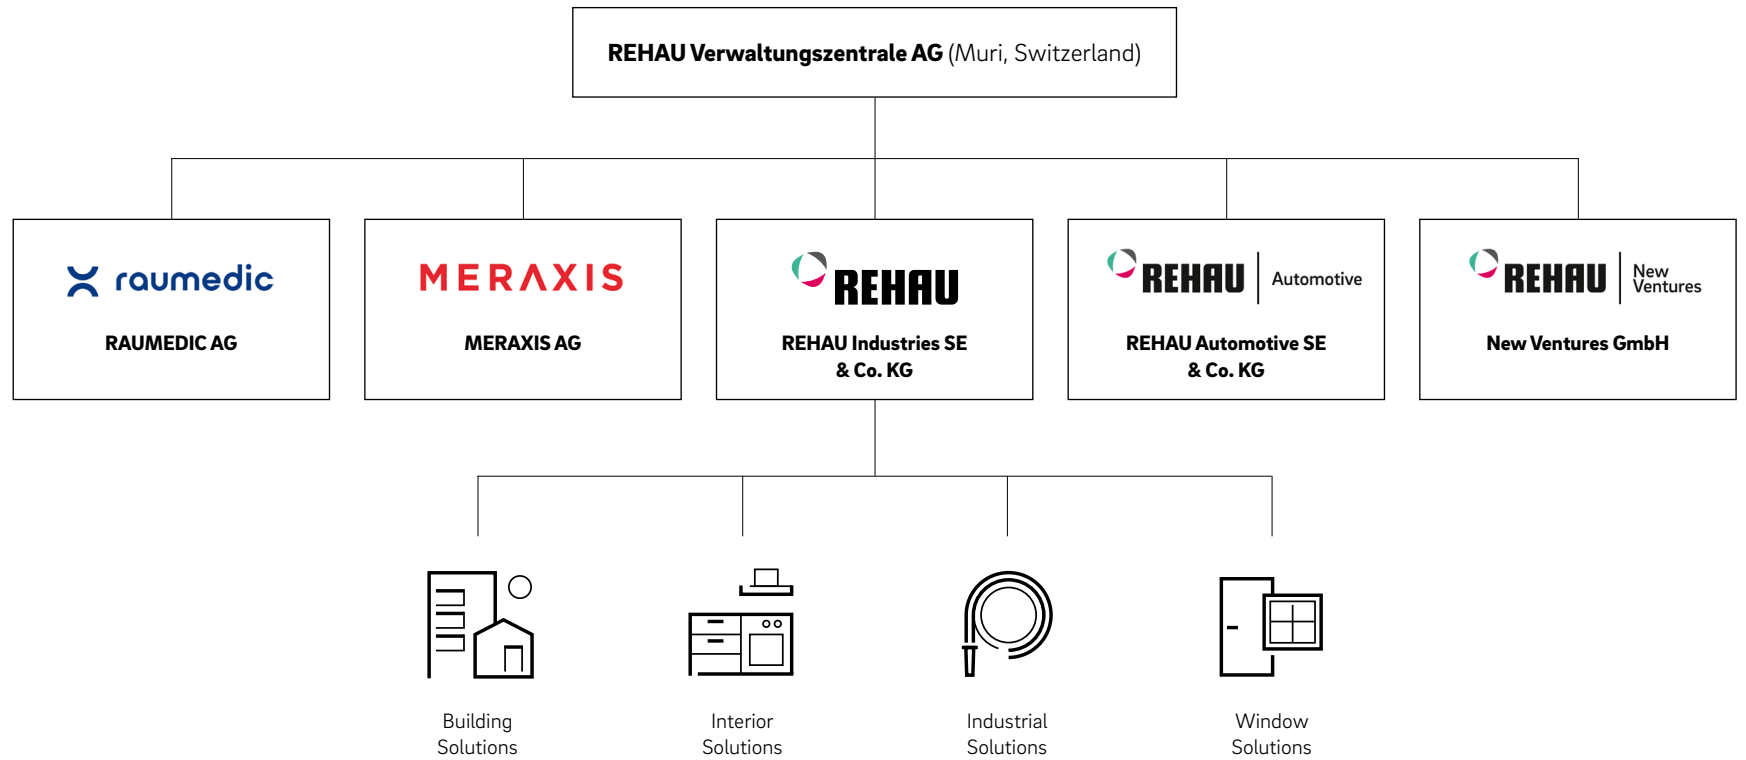 REHAU Verwaltungszentrale AG (Muri, Switzerland)
raumedic
RAUMEDIC AG
MERAXIS
MERAXIS AG
REHAU
REHAU Industries SE
& Co. KG
REHAU Automotive
REHAU Automotive SE
& Co. KG
REHAU New
Ventures
New Ventures GmbH
Building
Solutions
Interior
Solutions
Industrial
Solutions
Window
Solutions